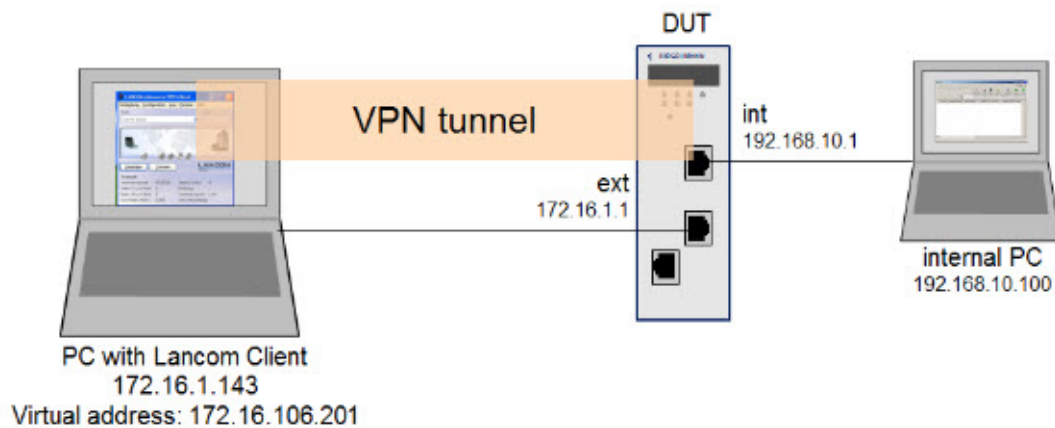 DUT
VPN tunnel
int
192.168.10.1
ext
172.16.1.1
LANCOM
PC with Lancom Client
172.16.1.143
Virtual address: 172.16.106.201
internal PC
192.168.10.100